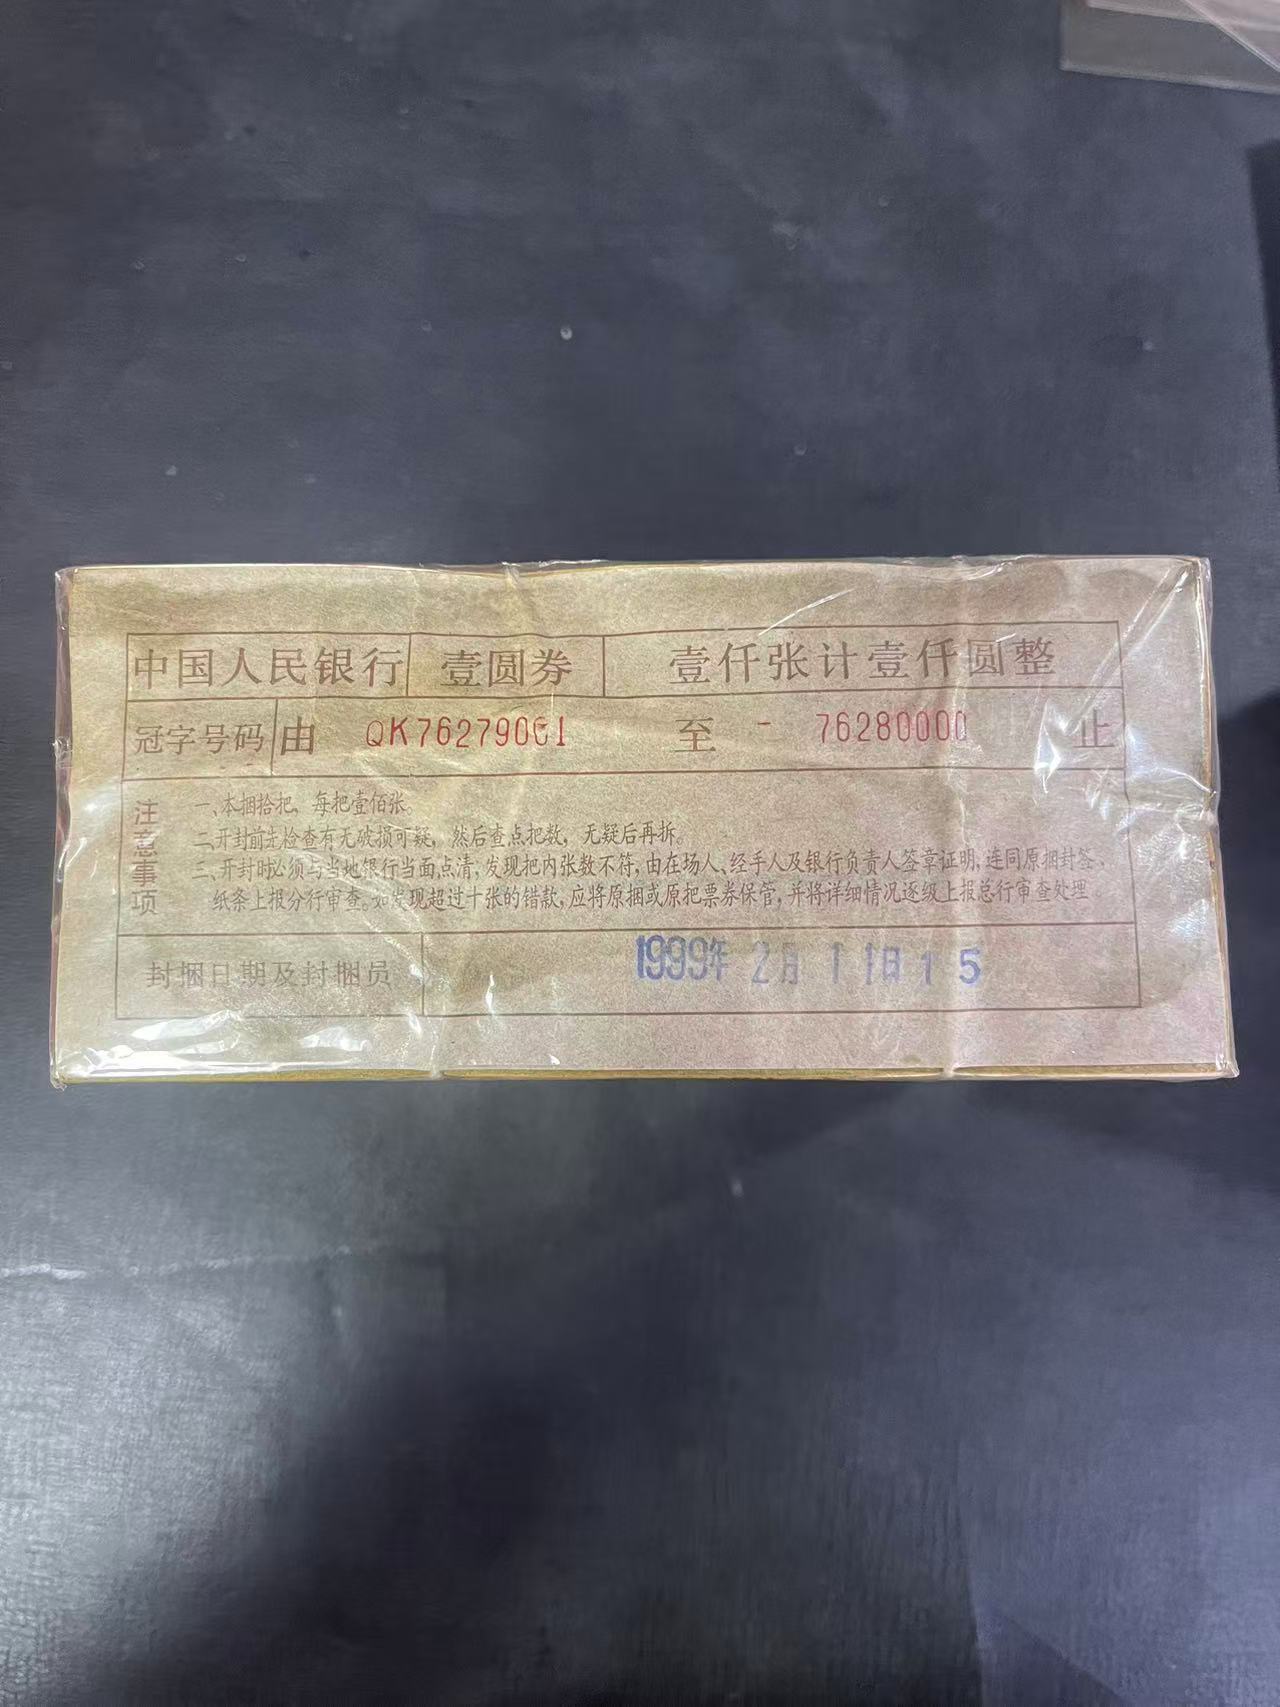 中国人民银行 壹圆券 壹仟张计壹仟圆整
冠字号码 由 QK76279001 至 - 76280000 止
注意事项
一、本捆拾把，每把壹佰张。
二、开封前先检查有无破损可疑，然后查点把数，无疑后再拆。
三、开封时必须与当地银行当面点清，发现把内张数不符，由在场人、经手人及银行负责人签章证明，连同原捆封签、
纸条上报分行审查。如发现超过十张的错款，应将原捆或原把票券保管，并将详细情况逐级上报总行审查处理。
封捆日期及封捆员 1999年 2月 11日 15